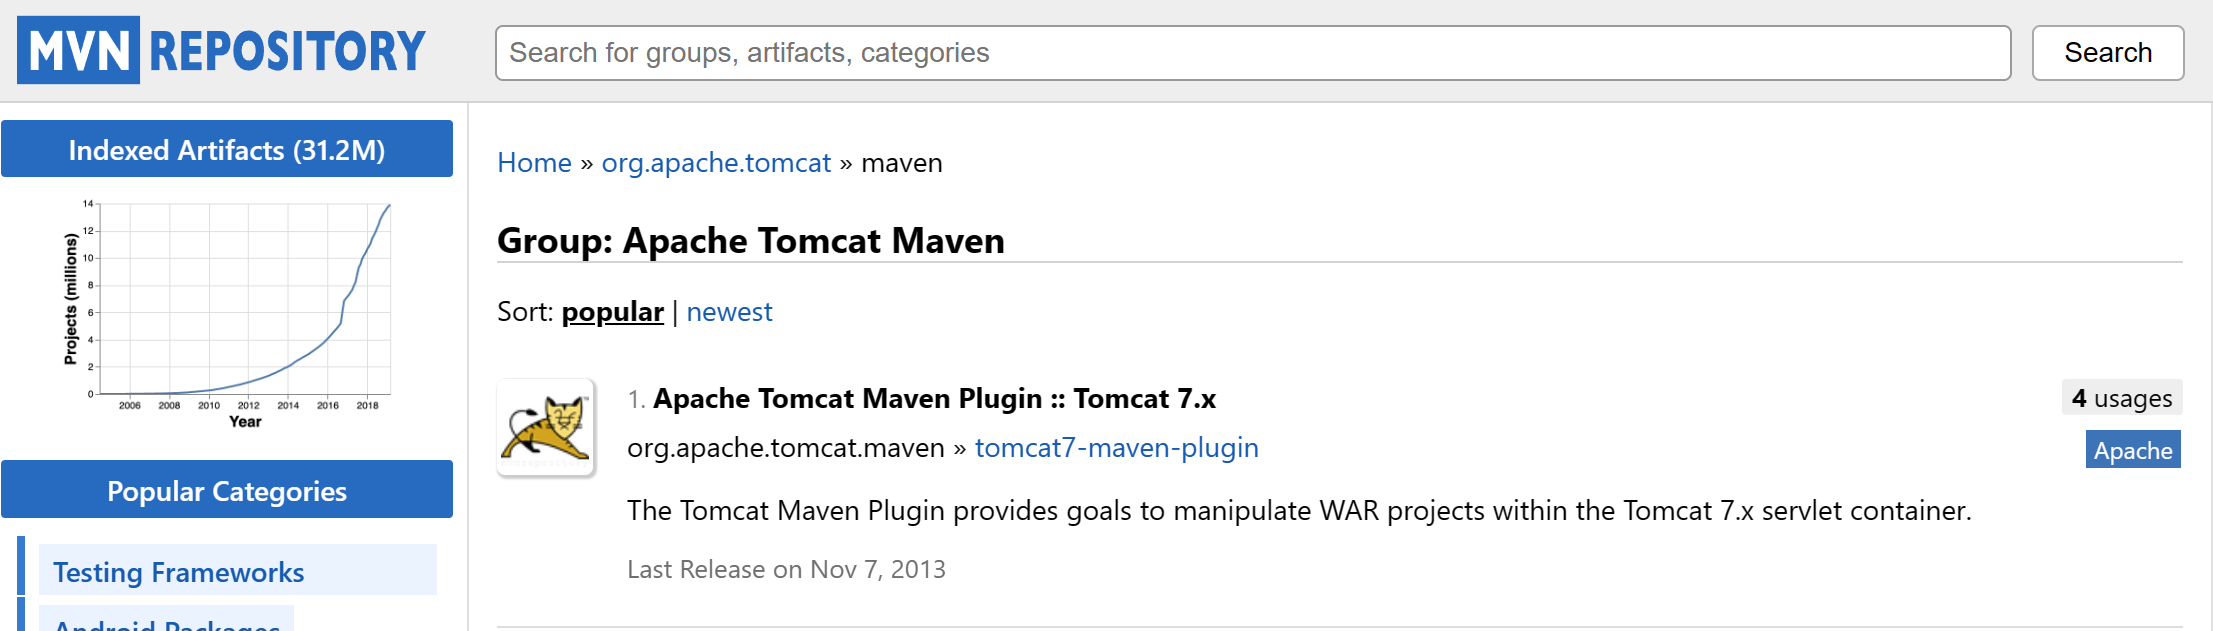 MVN REPOSITORY
Search for groups, artifacts, categories
Search
Indexed Artifacts (31.2M)
Projects (millions)
14
12
10
8
6
4
2
0
2006 2008 2010 2012 2014 2016 2018
Year
Popular Categories
Testing Frameworks
Android Packages
Home » org.apache.tomcat » maven
Group: Apache Tomcat Maven
Sort: popular | newest
1. Apache Tomcat Maven Plugin :: Tomcat 7.x
4 usages
org.apache.tomcat.maven » tomcat7-maven-plugin
Apache
The Tomcat Maven Plugin provides goals to manipulate WAR projects within the Tomcat 7.x servlet container.
Last Release on Nov 7, 2013